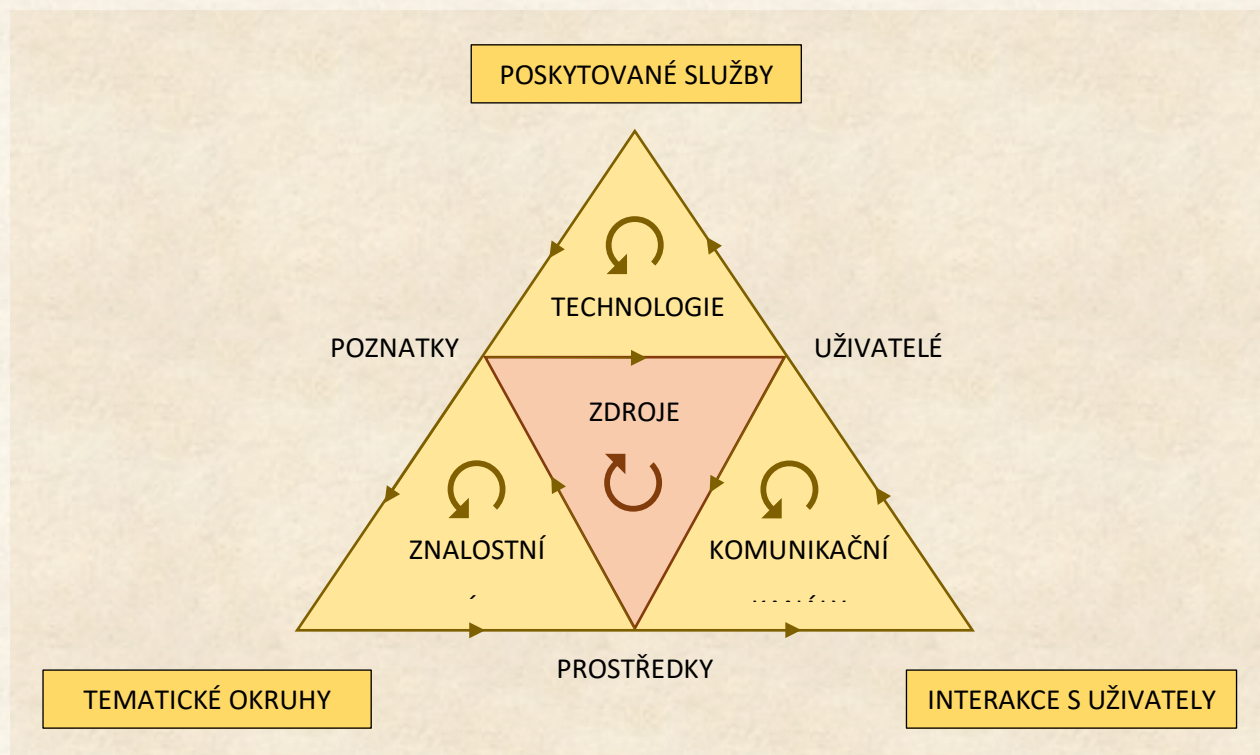 POSKYTOVANÉ SLUŽBY
TECHNOLOGIE
POZNATKY
UŽIVATELÉ
ZDROJE
ZNALOSTNÍ
KOMUNIKAČNÍ
PROSTŘEDKY
TEMATICKÉ OKRUHY
INTERAKCE S UŽIVATELY